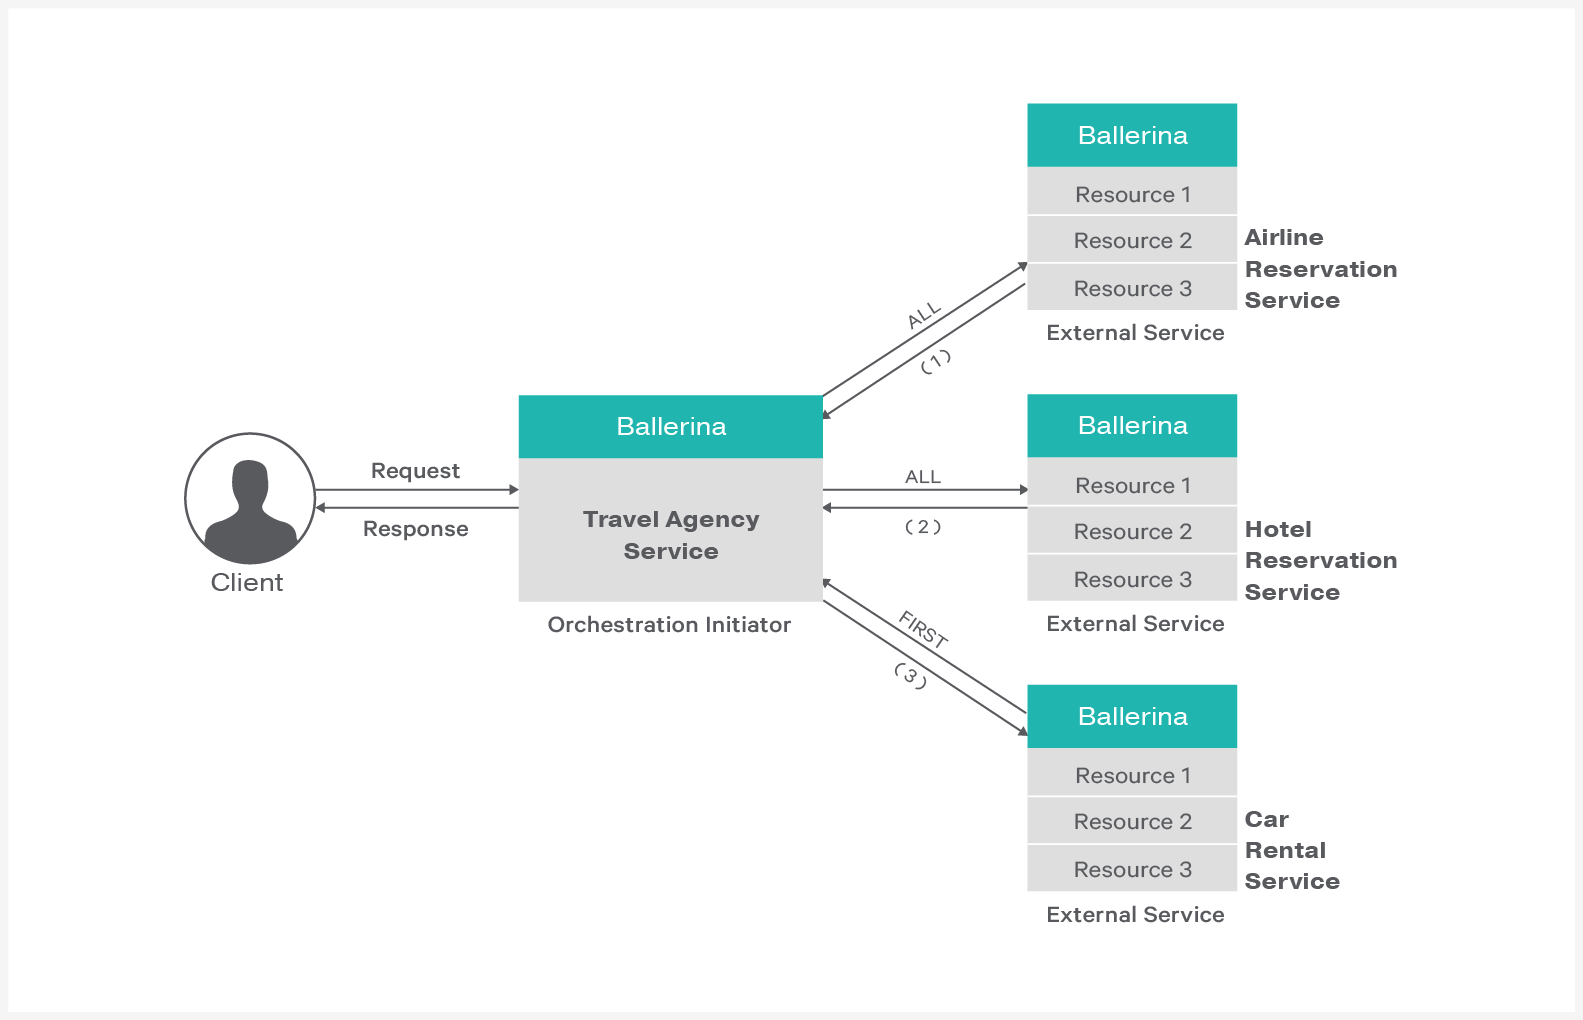 Request
Response
Client
Ballerina
Travel Agency
Service
Orchestration Initiator
ALL
(1)
ALL
(2)
FIRST
(3)
Ballerina
Resource 1
Resource 2
Resource 3
External Service
Airline
Reservation
Service
Ballerina
Resource 1
Resource 2
Resource 3
External Service
Hotel
Reservation
Service
Ballerina
Resource 1
Resource 2
Resource 3
External Service
Car
Rental
Service